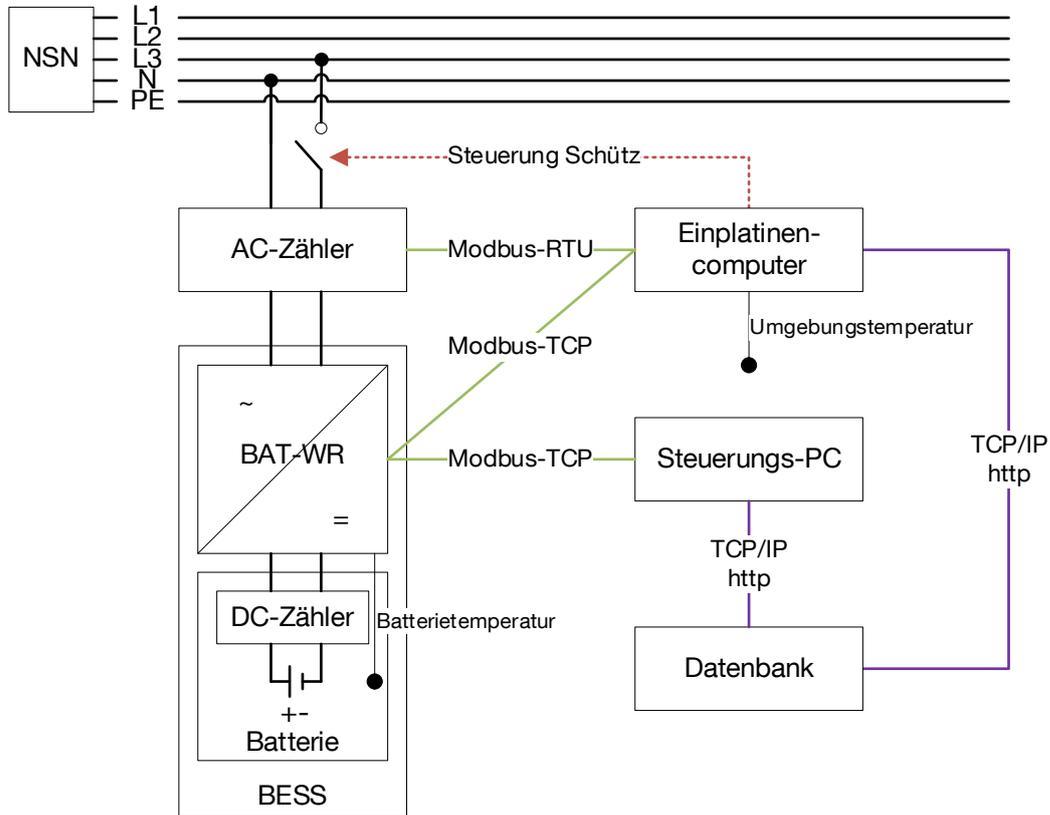 NSN
L1
L2
L3
N
PE
Steuerung Schütz
AC-Zähler
Modbus-RTU
Einplatinen-
computer
Umgebungstemperatur
Modbus-TCP
~
BAT-WR
=
Modbus-TCP
Steuerungs-PC
TCP/IP
http
TCP/IP
http
DC-Zähler
Batterietemperatur
Datenbank
+-
Batterie
BESS